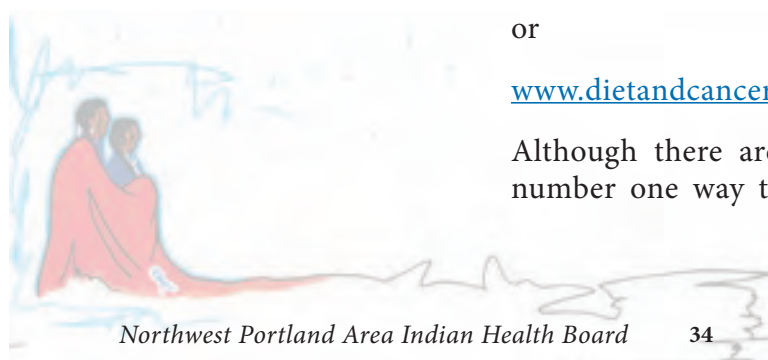 or
www.dietandcancer
Although there are
number one way t
Northwest Portland Area Indian Health Board 34